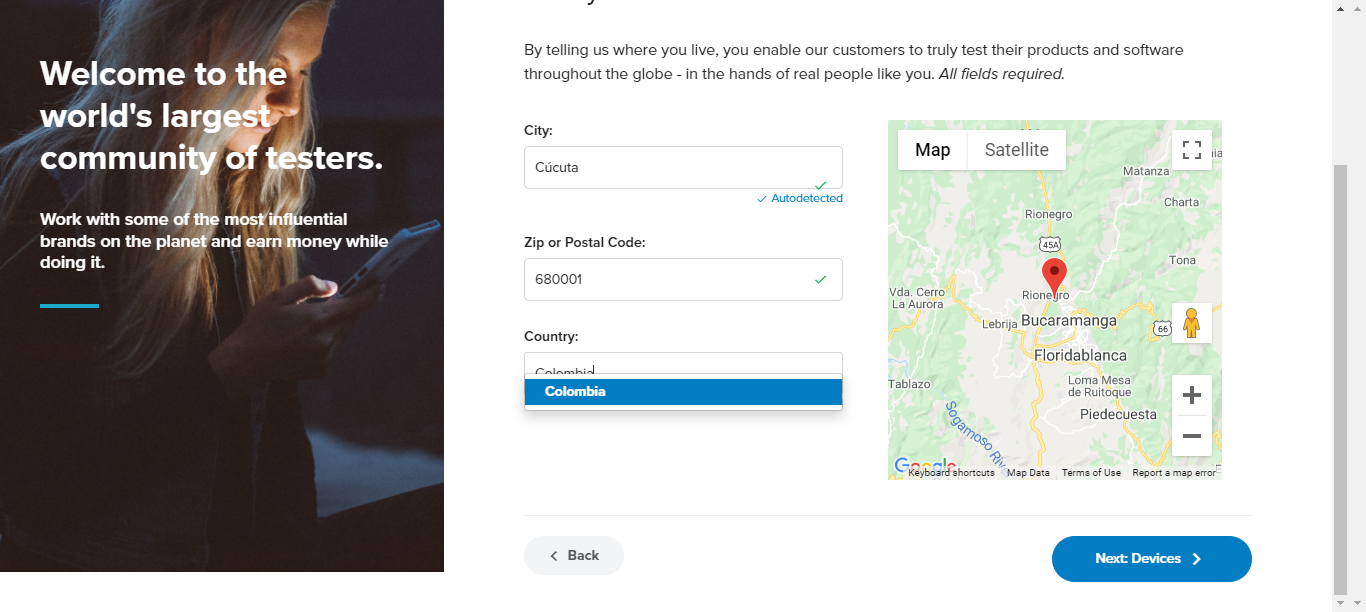 Welcome to the
world's largest
community of testers.
Work with some of the most influential
brands on the planet and earn money while
doing it.
By telling us where you live, you enable our customers to truly test their products and software
throughout the globe - in the hands of real people like you. All fields required.
City:
Cúcuta
Autodetected
Zip or Postal Code:
680001
Country:
Colombia
Colombia
Map
Satellite
Matanza
Charta
Rionegro
45A
Tona
Vda. Cerro
La Aurora
Rionegro
Lebrija
Bucaramanga
66
Floridablanca
Tablazo
Loma Mesa
de Ruitoque
Piedecuesta
Sogamoso Riv
Google
Keyboard shortcuts
Map Data
Terms of Use
Report a map error
Back
Next: Devices